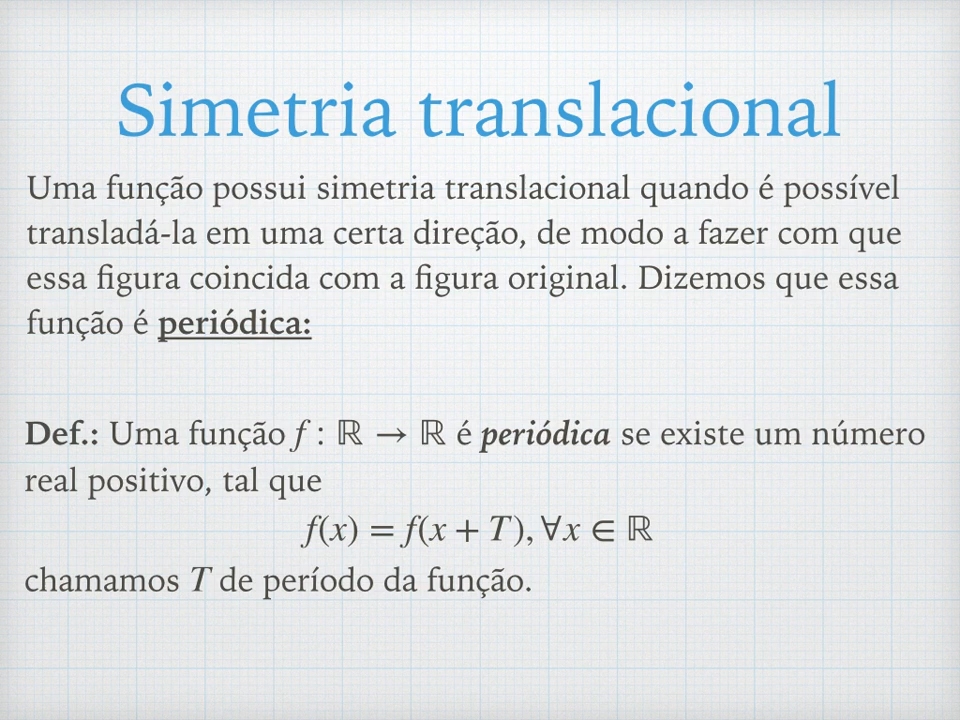 Simetria translacional
Uma função possui simetria translacional quando é possível
transladá-la em uma certa direção, de modo a fazer com que
essa figura coincida com a figura original. Dizemos que essa
função é periódica:
Def.: Uma função f : ℝ → ℝ é periódica se existe um número
real positivo, tal que
f(x) = f(x + T), ∀x ∈ ℝ
chamamos T de período da função.